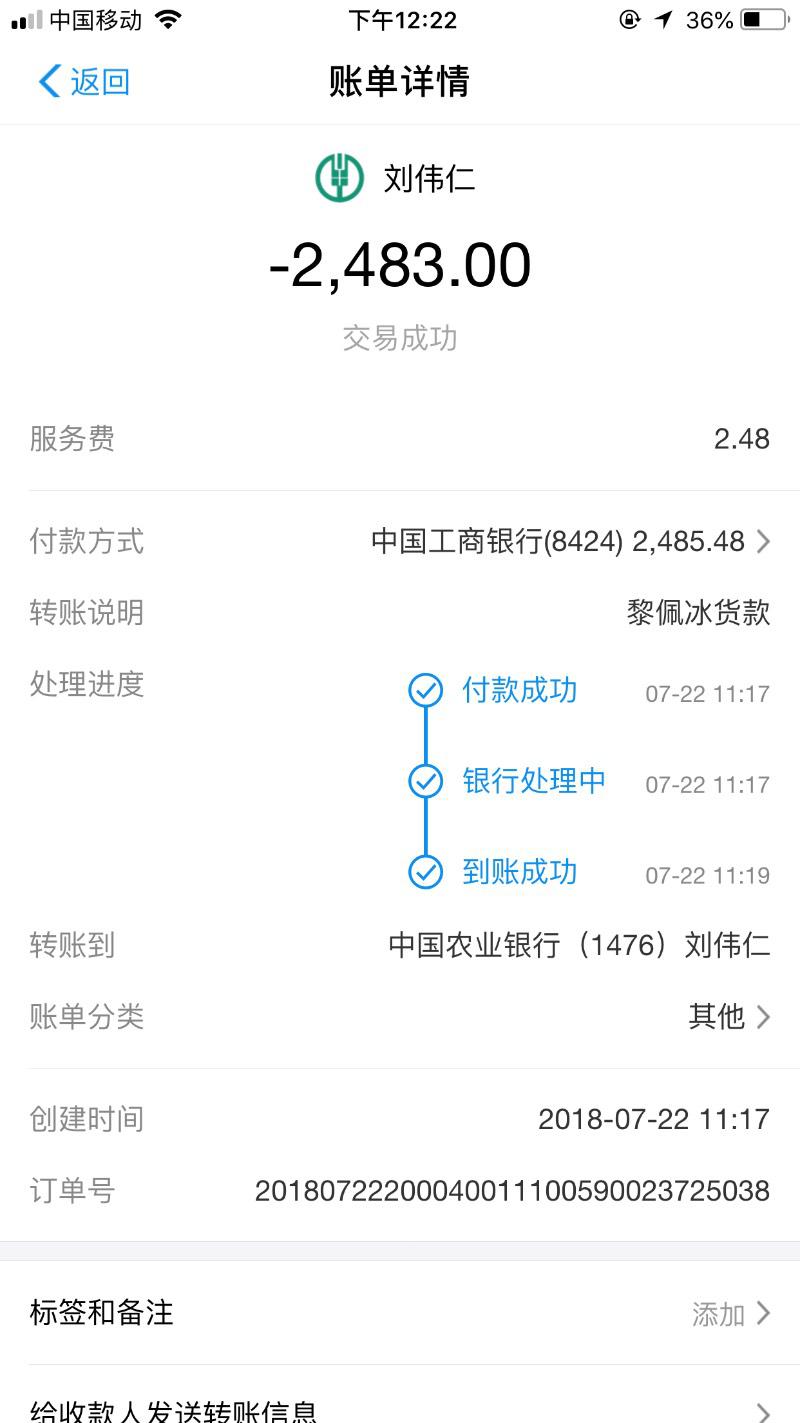 中国移动 下午12:22 36%
返回 账单详情
刘伟仁
-2,483.00
交易成功
服务费 2.48
付款方式 中国工商银行(8424) 2,485.48
转账说明 黎佩冰货款
处理进度 付款成功 07-22 11:17
银行处理中 07-22 11:17
到账成功 07-22 11:19
转账到 中国农业银行（1476）刘伟仁
账单分类 其他
创建时间 2018-07-22 11:17
订单号 20180722200040011100590023725038
标签和备注 添加
给收款人发送转账信息